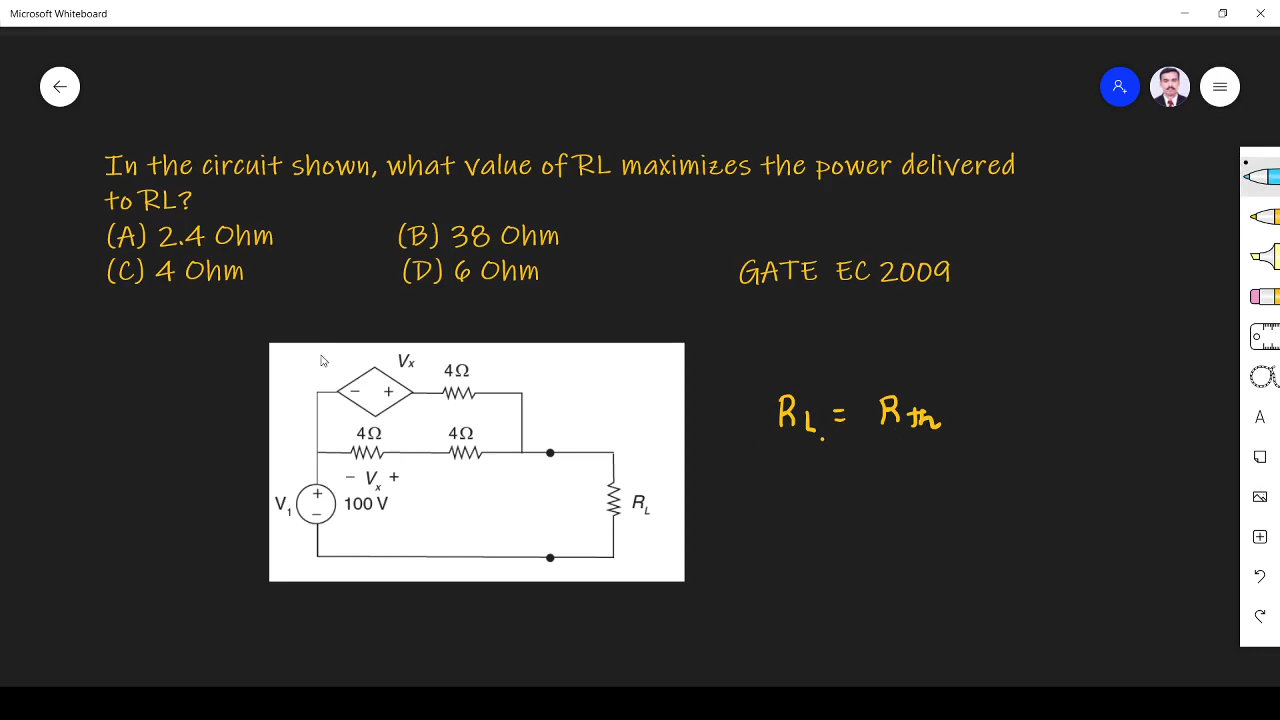 Microsoft Whiteboard
In the circuit shown, what value of RL maximizes the power delivered
to RL?
(A) 2.4 Ohm (B) 38 Ohm
(C) 4 Ohm (D) 6 Ohm GATE EC 2009
Vx
4Ω
4Ω 4Ω
− Vx +
V1 100 V
RL
RL = Rth
A